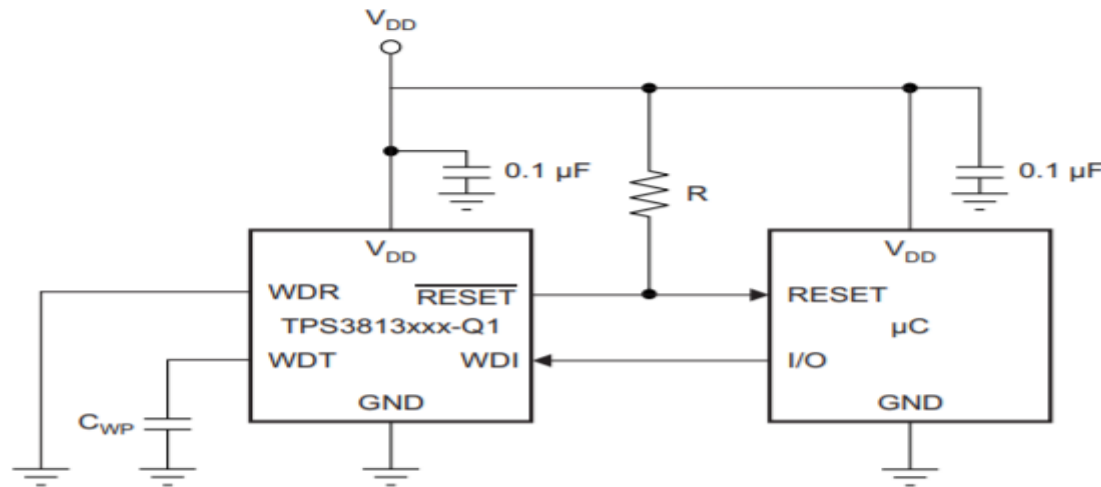 VDD
0.1 µF
R
0.1 µF
VDD
WDR
RESET
TPS3813xxx-Q1
WDT
WDI
GND
CWP
VDD
RESET
µC
I/O
GND